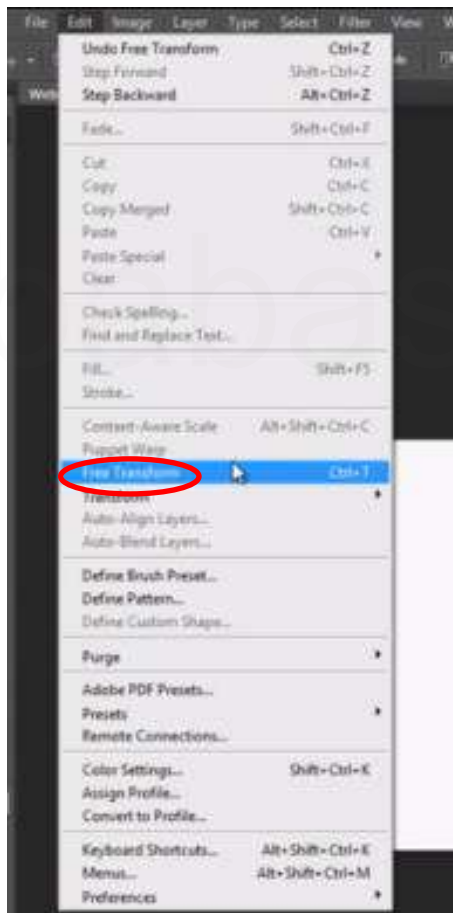 File Edit Image Layer Type Select Filter View W
Undo Free Transform Ctrl+Z
Step Forward Shift+Ctrl+Z
Step Backward Alt+Ctrl+Z
Fade... Shift+Ctrl+F
Cut Ctrl+X
Copy Ctrl+C
Copy Merged Shift+Ctrl+C
Paste Ctrl+V
Paste Special
Clear
Check Spelling...
Find and Replace Text...
Fill... Shift+F5
Stroke...
Content-Aware Scale Alt+Shift+Ctrl+C
Puppet Warp
Free Transform Ctrl+T
Transform
Auto-Align Layers...
Auto-Blend Layers...
Define Brush Preset...
Define Pattern...
Define Custom Shape...
Purge
Adobe PDF Presets...
Presets
Remote Connections...
Color Settings... Shift+Ctrl+K
Assign Profile...
Convert to Profile...
Keyboard Shortcuts... Alt+Shift+Ctrl+K
Menus... Alt+Shift+Ctrl+M
Preferences